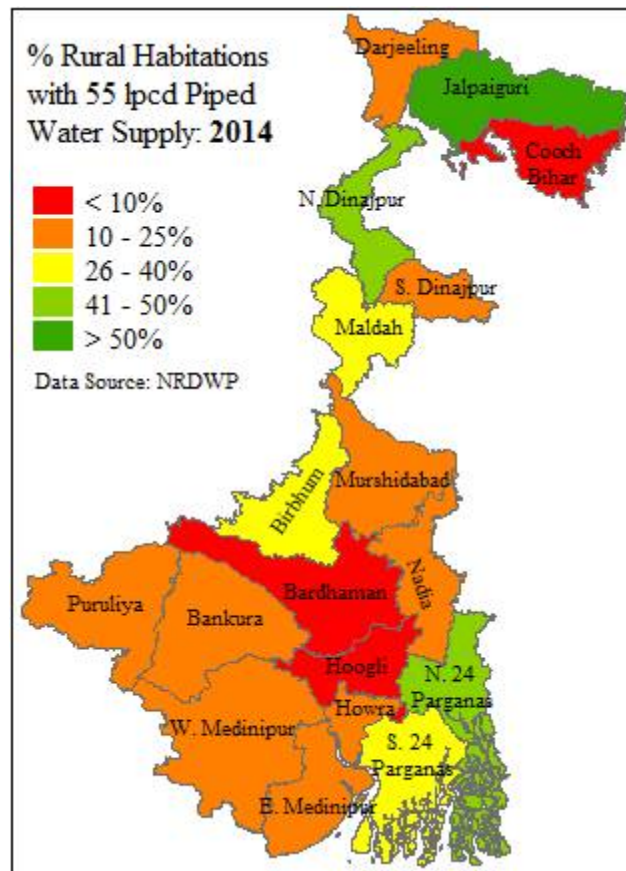 % Rural Habitations
with 55 lpcd Piped
Water Supply: 2014
< 10%
10 - 25%
26 - 40%
41 - 50%
> 50%
Data Source: NRDWP
Darjeeling
Jalpaiguri
Cooch
Bihar
N. Dinajpur
S. Dinajpur
Maldah
Murshidabad
Birbhum
Nadia
Bardhaman
Puruliya
Bankura
Hoogli
N. 24
Parganas
Howra
W. Medinipur
S. 24
Parganas
E. Medinipur